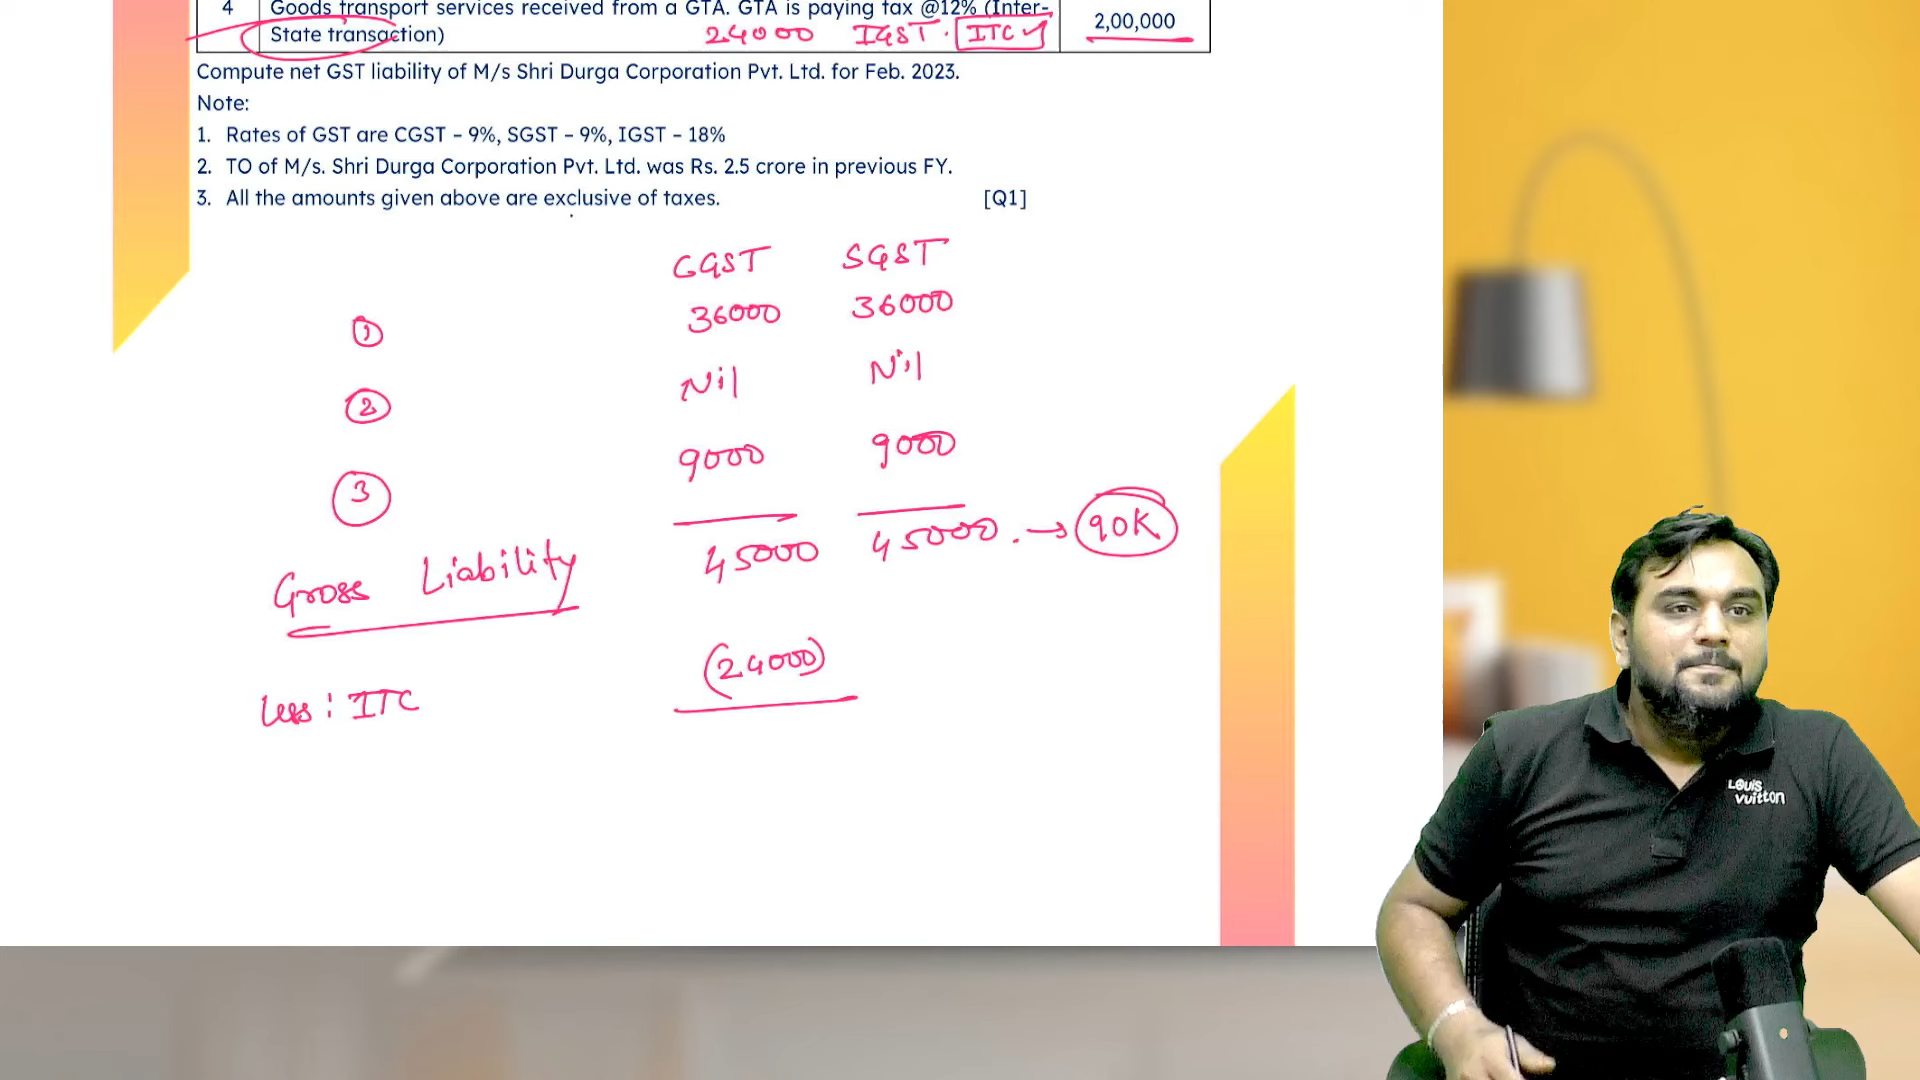 4 Goods transport services received from a GTA. GTA is paying tax @12% (Inter-
State transaction) 24000 IGST. ITC ✓ 2,00,000
Compute net GST liability of M/s Shri Durga Corporation Pvt. Ltd. for Feb. 2023.
Note:
1. Rates of GST are CGST – 9%, SGST – 9%, IGST – 18%
2. TO of M/s. Shri Durga Corporation Pvt. Ltd. was Rs. 2.5 crore in previous FY.
3. All the amounts given above are exclusive of taxes. [Q1]
CGST SGST
① 36000 36000
② Nil Nil
③ 9000 9000
Gross Liability 45000 45000. → 90K
Less: ITC (24000)
LOUIS
VUITTON